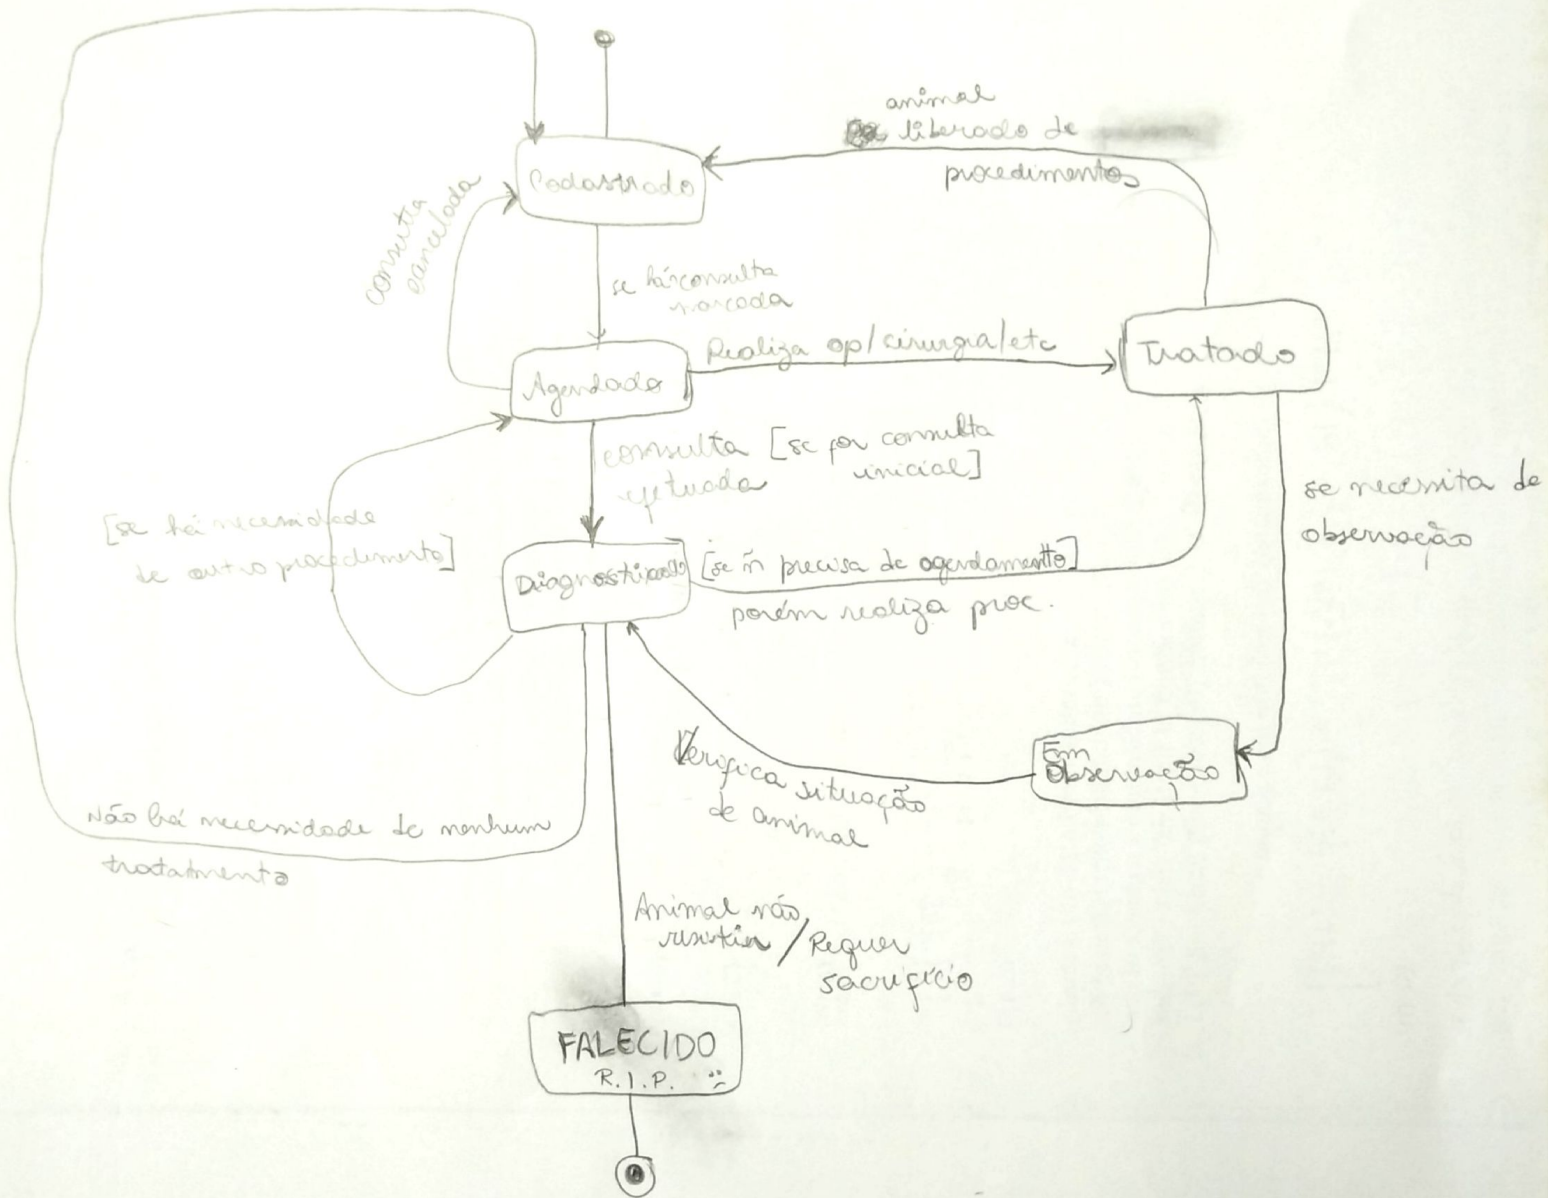 animal
liberado de
procedimentos
Cadastrado
consulta
cancelada
se há consulta
marcada
Realiza op/cirurgia/etc
Tratado
Agendado
consulta [se for consulta
efetuada inicial]
se necessita de
observação
[se há necessidade
de outro procedimento]
Diagnosticado
[se ñ precisa de agendamento]
porém realiza proc.
Em
Observação
Verifica situação
de animal
Não há necessidade de nenhum
tratatmento
Animal não
resistiu / Requer
sacrifício
FALECIDO
R.I.P. :(